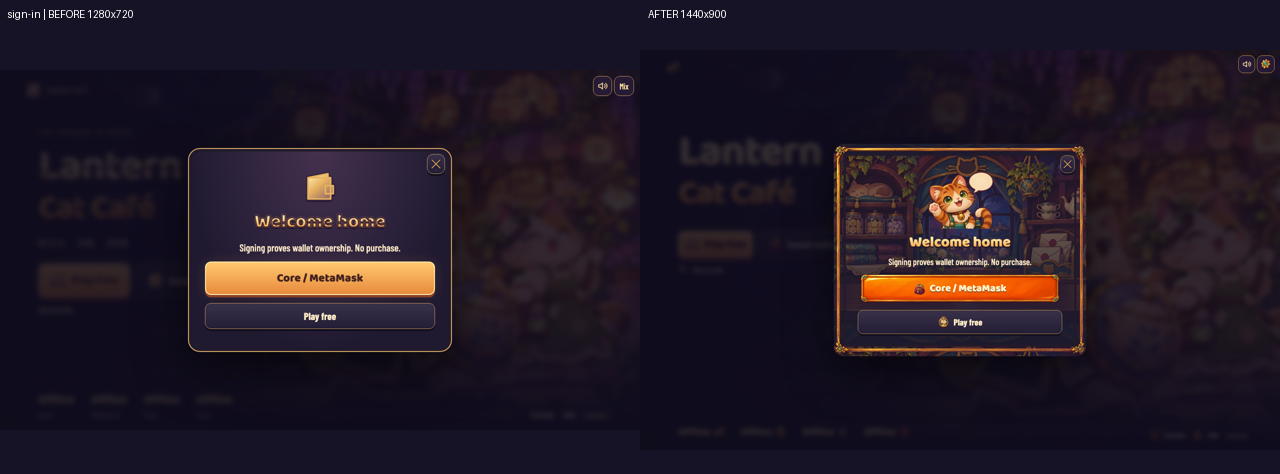 sign-in | BEFORE 1280x720
Mix
Lantern
Cat Café
Welcome home
Signing proves wallet ownership. No purchase.
Core / MetaMask
Play free
AFTER 1440x900
Lantern
Cat Café
Welcome home
Signing proves wallet ownership. No purchase.
Core / MetaMask
Play free